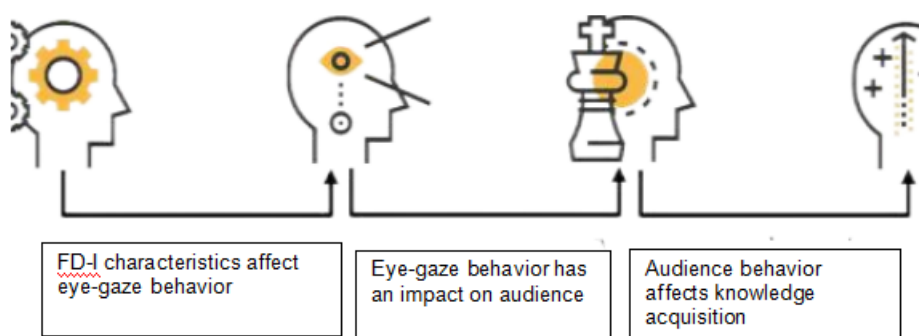 FD-I characteristics affect
eye-gaze behavior
Eye-gaze behavior has
an impact on audience
Audience behavior
affects knowledge
acquisition